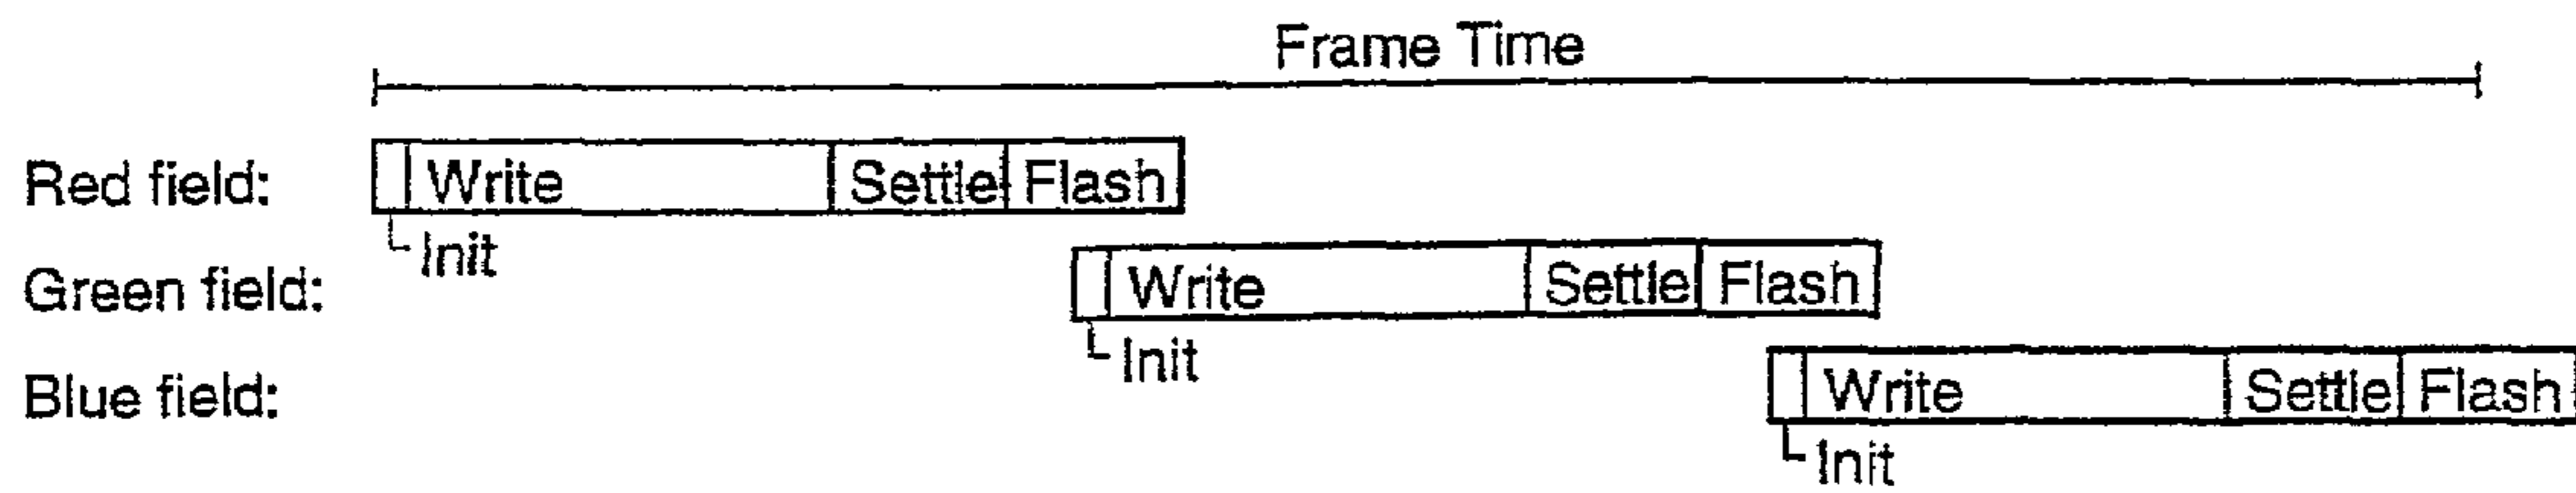 Frame Time
Red field: Write Settle Flash
Init
Green field: Write Settle Flash
Init
Blue field: Write Settle Flash
Init